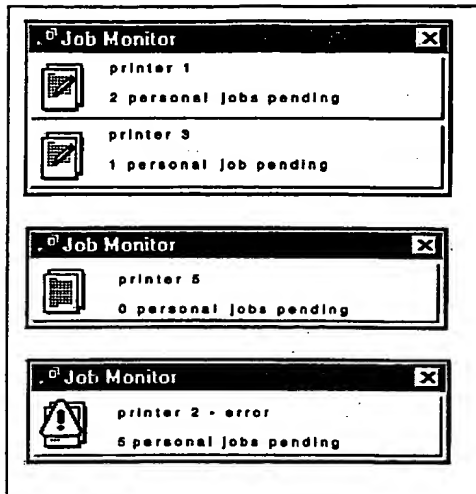 Job Monitor
printer 1
2 personal jobs pending
printer 3
1 personal job pending
Job Monitor
printer 5
0 personal jobs pending
Job Monitor
printer 2 - error
5 personal jobs pending